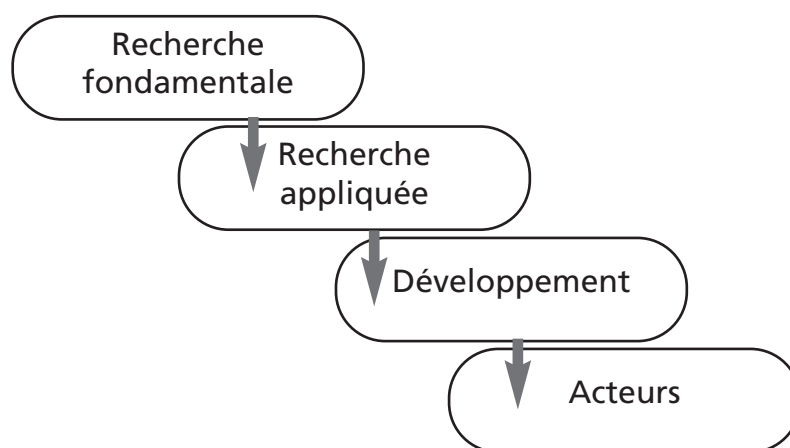 Recherche
fondamentale
Recherche
appliquée
Développement
Acteurs